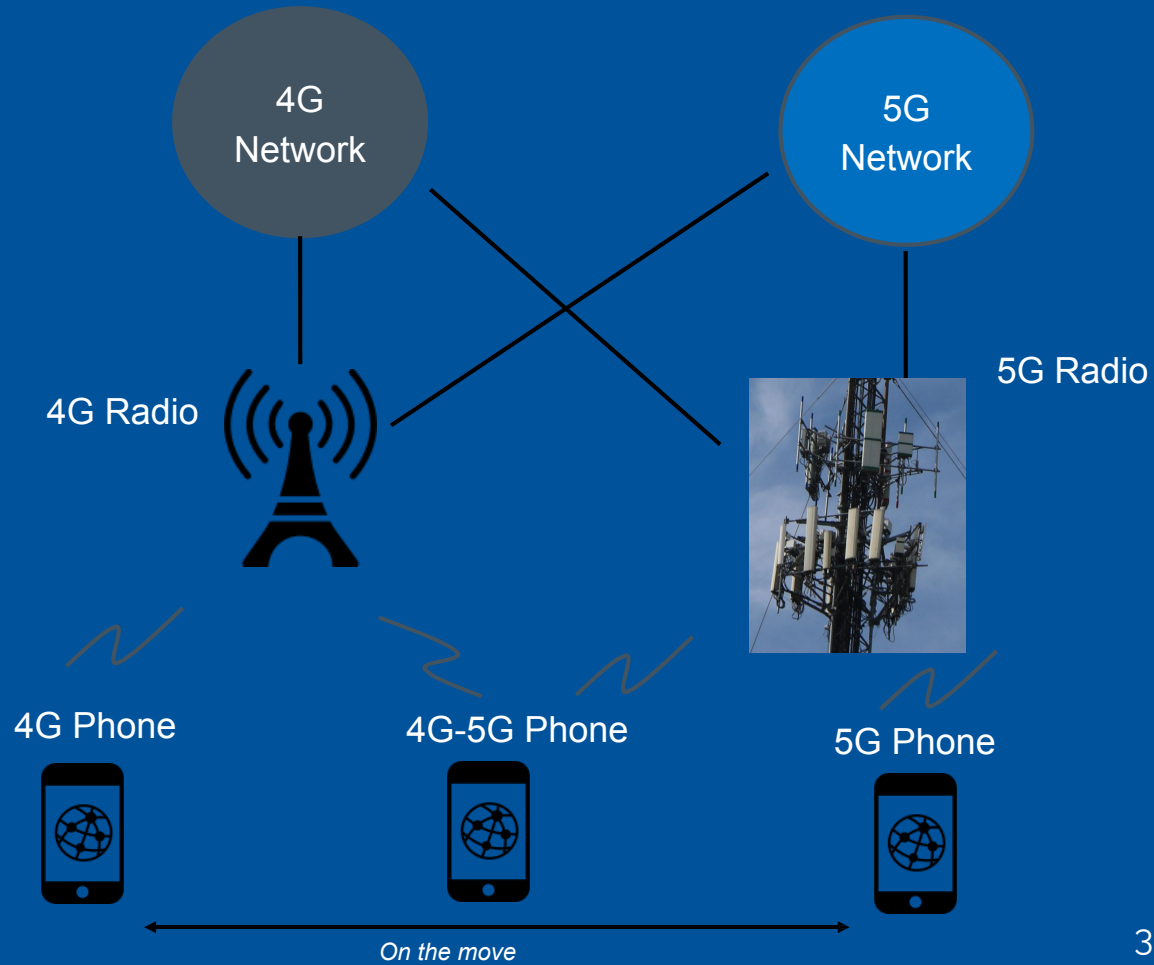 4G
Network
5G
Network
5G Radio
4G Radio
4G Phone
4G-5G Phone
5G Phone
On the move
3